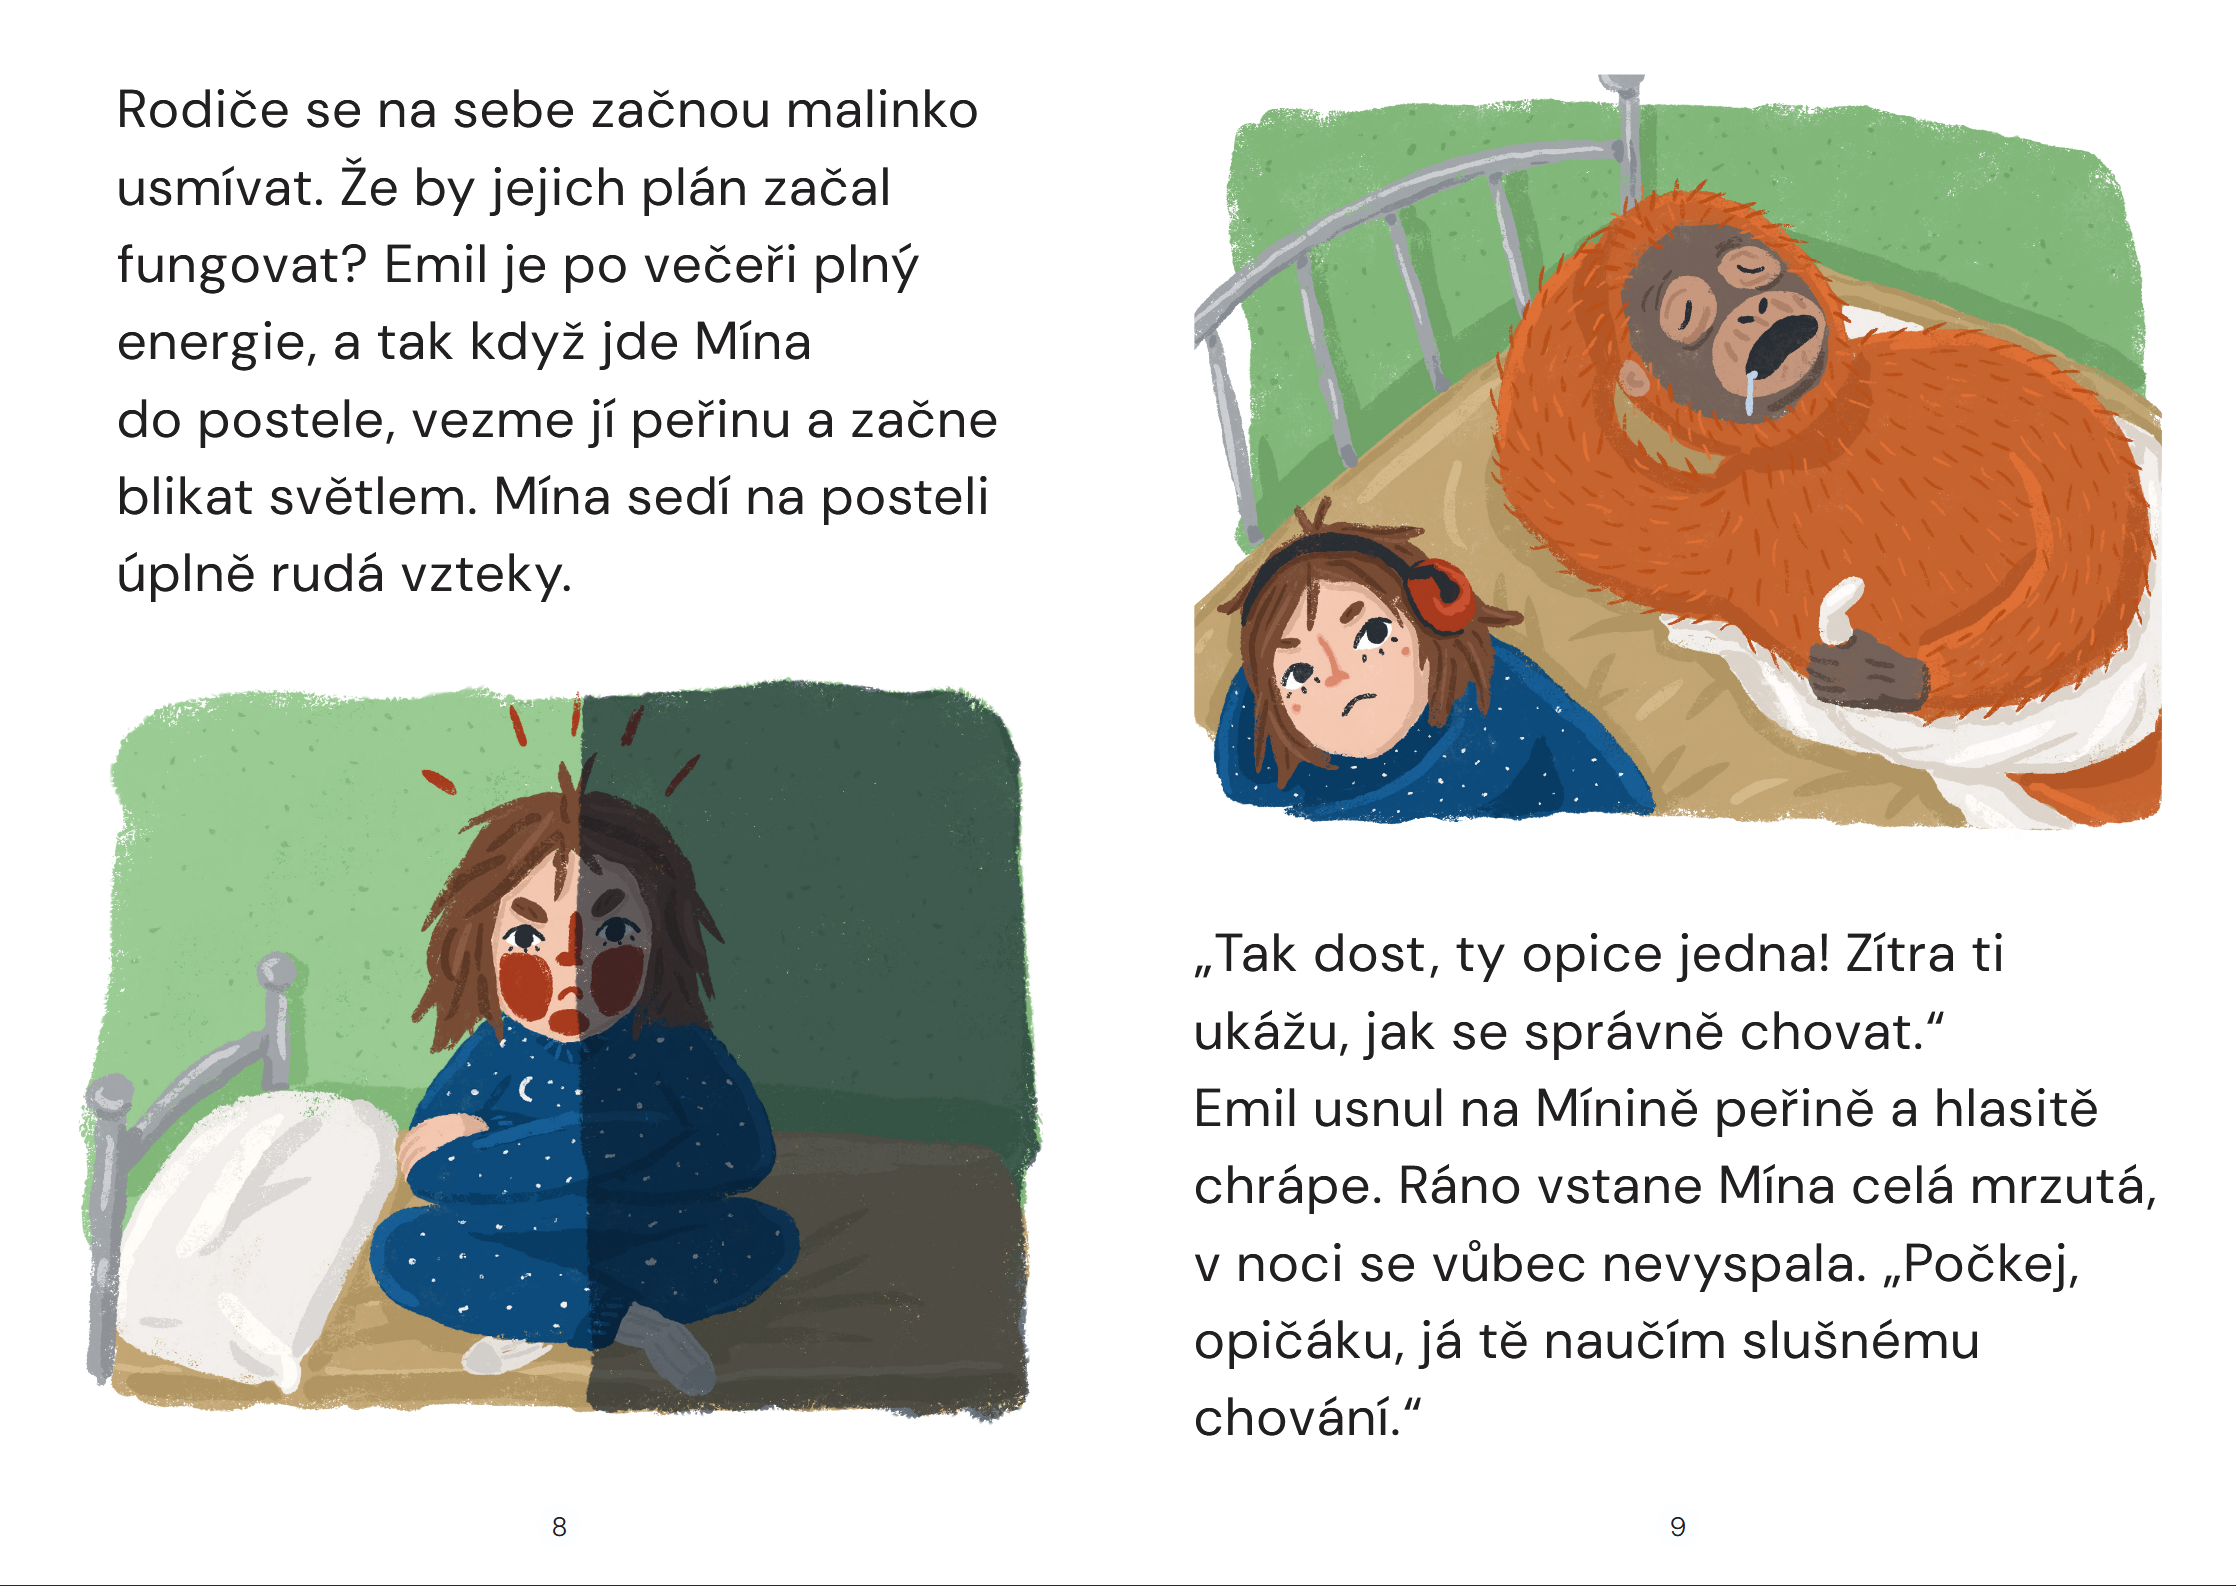 Rodiče se na sebe začnou malinko
usmívat. Že by jejich plán začal
fungovat? Emil je po večeři plný
energie, a tak když jde Mína
do postele, vezme jí peřinu a začne
blikat světlem. Mína sedí na posteli
úplně rudá vzteky.
8
„Tak dost, ty opice jedna! Zítra ti
ukážu, jak se správně chovat.“
Emil usnul na Mínině peřině a hlasitě
chrápe. Ráno vstane Mína celá mrzutá,
v noci se vůbec nevyspala. „Počkej,
opičáku, já tě naučím slušnému
chování.“
9